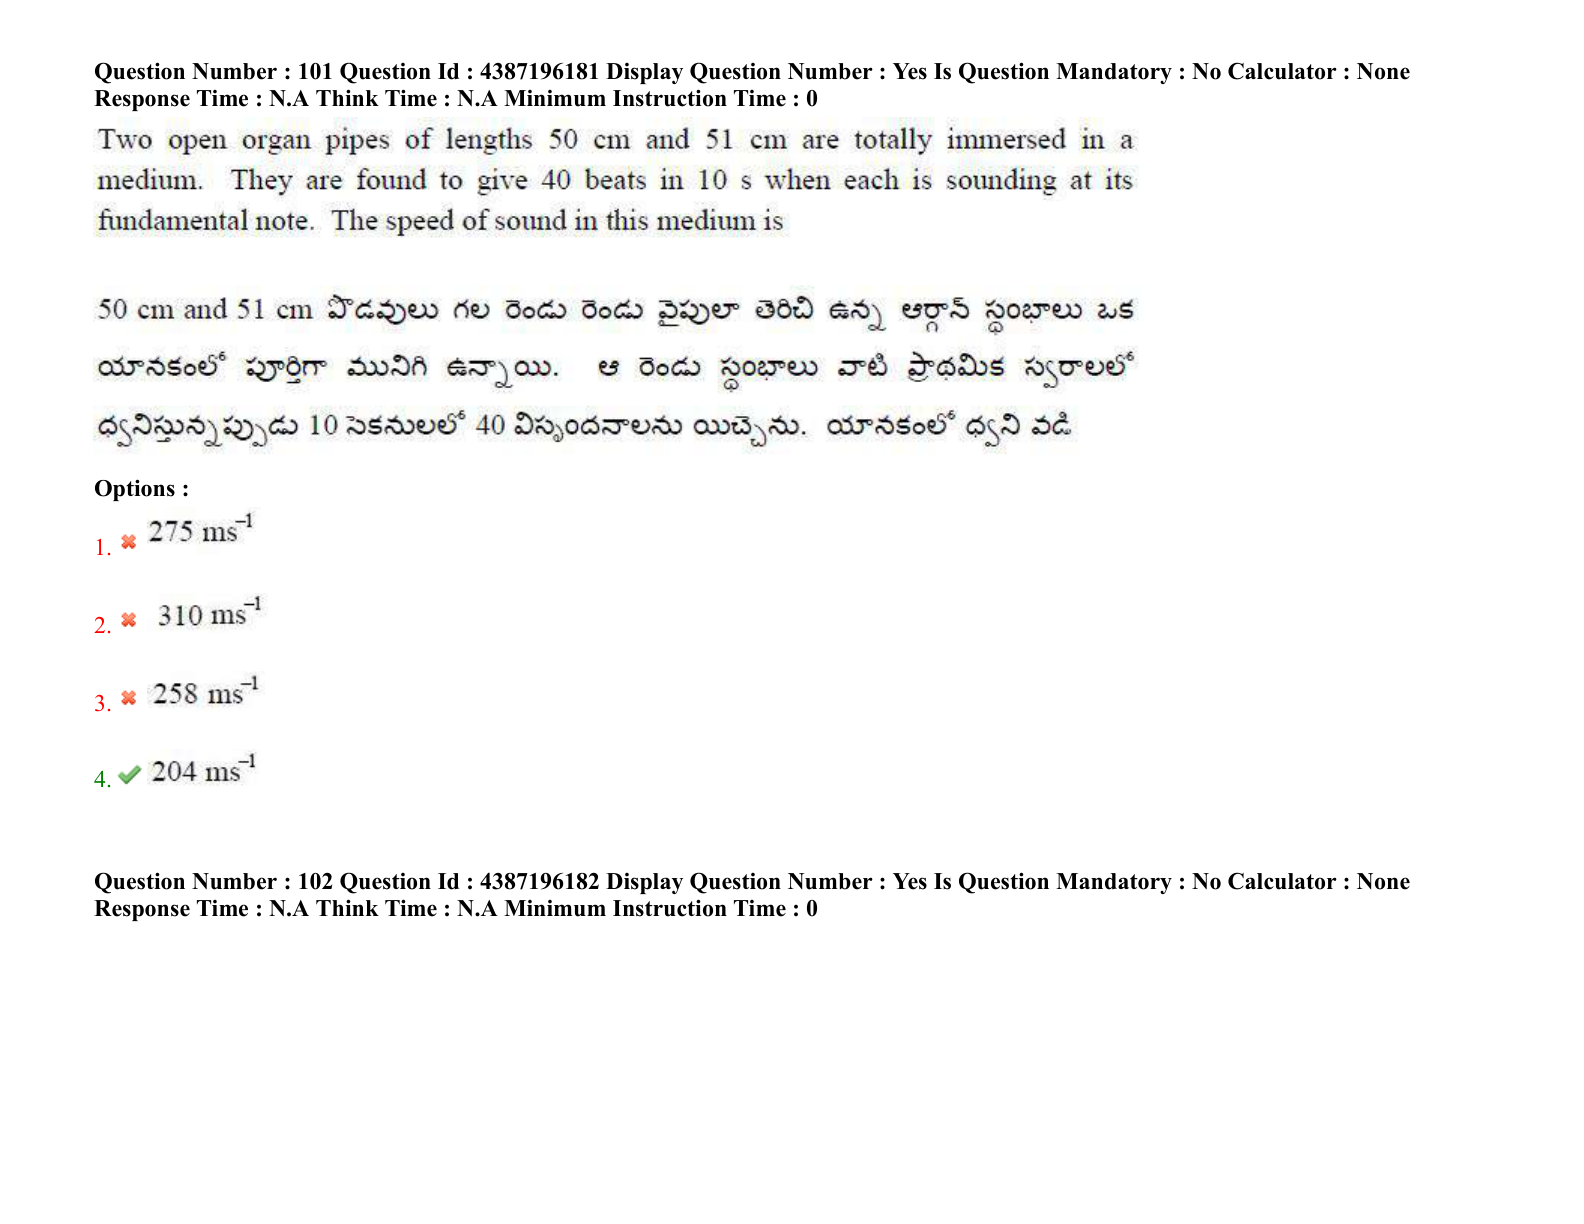 Question Number : 101 Question Id : 4387196181 Display Question Number : Yes Is Question Mandatory : No Calculator : None
Response Time : N.A Think Time : N.A Minimum Instruction Time : 0
Two open organ pipes of lengths 50 cm and 51 cm are totally immersed in a
medium. They are found to give 40 beats in 10 s when each is sounding at its
fundamental note. The speed of sound in this medium is
50 cm and 51 cm పొడవులు గల రెండు రెండు వైపులా తెరిచి ఉన్న ఆర్గాన్ స్థంభాలు ఒక
యానకంలో పూర్తిగా మునిగి ఉన్నాయి. ఆ రెండు స్థంభాలు వాటి ప్రాథమిక స్వరాలలో
ధ్వనిస్తున్నప్పుడు 10 సెకనులలో 40 విస్పందనాలను యిచ్చెను. యానకంలో ధ్వని వడి
Options :
1. 275 ms⁻¹
2. 310 ms⁻¹
3. 258 ms⁻¹
4. 204 ms⁻¹
Question Number : 102 Question Id : 4387196182 Display Question Number : Yes Is Question Mandatory : No Calculator : None
Response Time : N.A Think Time : N.A Minimum Instruction Time : 0